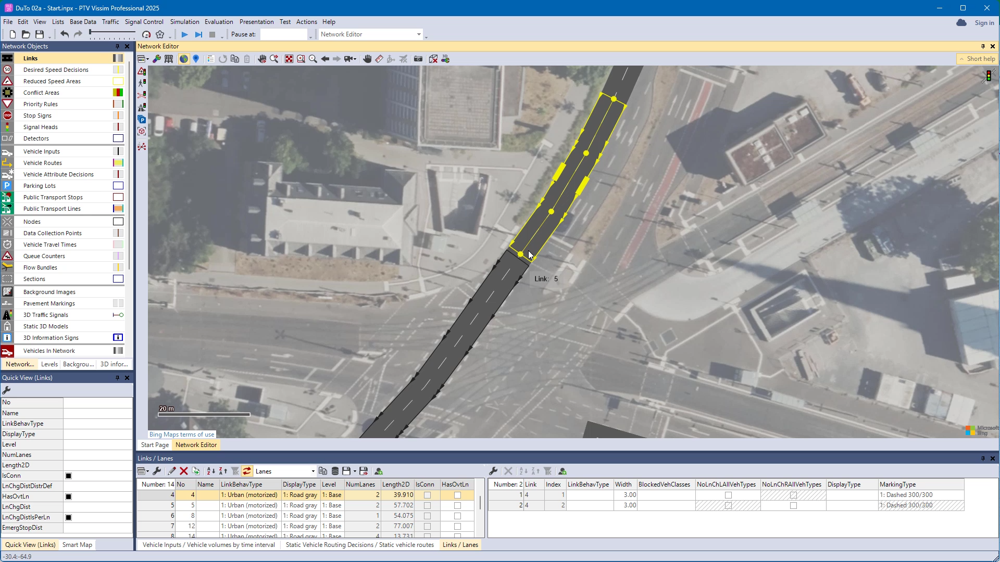 DuTo 02a - Start.inpx - PTV Vissim Professional 2025
File Edit View Lists Base Data Traffic Signal Control Simulation Evaluation Presentation Test Actions Help
Sign in
Pause at:
Network Editor
Network Objects
Network Editor
Short help
Links
Desired Speed Decisions
Reduced Speed Areas
Conflict Areas
Priority Rules
Stop Signs
Signal Heads
Detectors
Vehicle Inputs
Vehicle Routes
Vehicle Attribute Decisions
Parking Lots
Public Transport Stops
Public Transport Lines
Nodes
Data Collection Points
Vehicle Travel Times
Queue Counters
Flow Bundles
Sections
Background Images
Pavement Markings
3D Traffic Signals
Static 3D Models
3D Information Signs
Vehicles In Network
Network... Levels Backgrou... 3D infor...
Link: 5
20 m
Bing Maps terms of use
Microsoft
Bing
Start Page Network Editor
Quick View (Links)
No
Name
LinkBehavType
DisplayType
Level
NumLanes
Length2D
IsConn
LnChgDistDistrDef
HasOvtLn
LnChgDist
LnChgDistIsPerLn
EmergStopDist
Quick View (Links) Smart Map
Links / Lanes
Lanes
Number: 14 No Name LinkBehavType DisplayType Level NumLanes Length2D IsConn HasOvtLn
4 4 1: Urban (motorized) 1: Road gray 1: Base 2 39.910
5 5 1: Urban (motorized) 1: Road gray 1: Base 2 57.702
6 8 1: Urban (motorized) 1: Road gray 1: Base 1 54.075
7 12 1: Urban (motorized) 1: Road gray 1: Base 2 77.007
8 14 1: Urban (motorized) 1: Road gray 1: Base 4 13.731
Number: 2 Link Index LinkBehavType Width BlockedVehClasses NoLnChLAllVehTypes NoLnChRAllVehTypes DisplayType MarkingType
1 4 1 3.00 1: Dashed 300/300
2 4 2 3.00 1: Dashed 300/300
Vehicle Inputs / Vehicle volumes by time interval Static Vehicle Routing Decisions / Static vehicle routes Links / Lanes
-30.4:-64.9